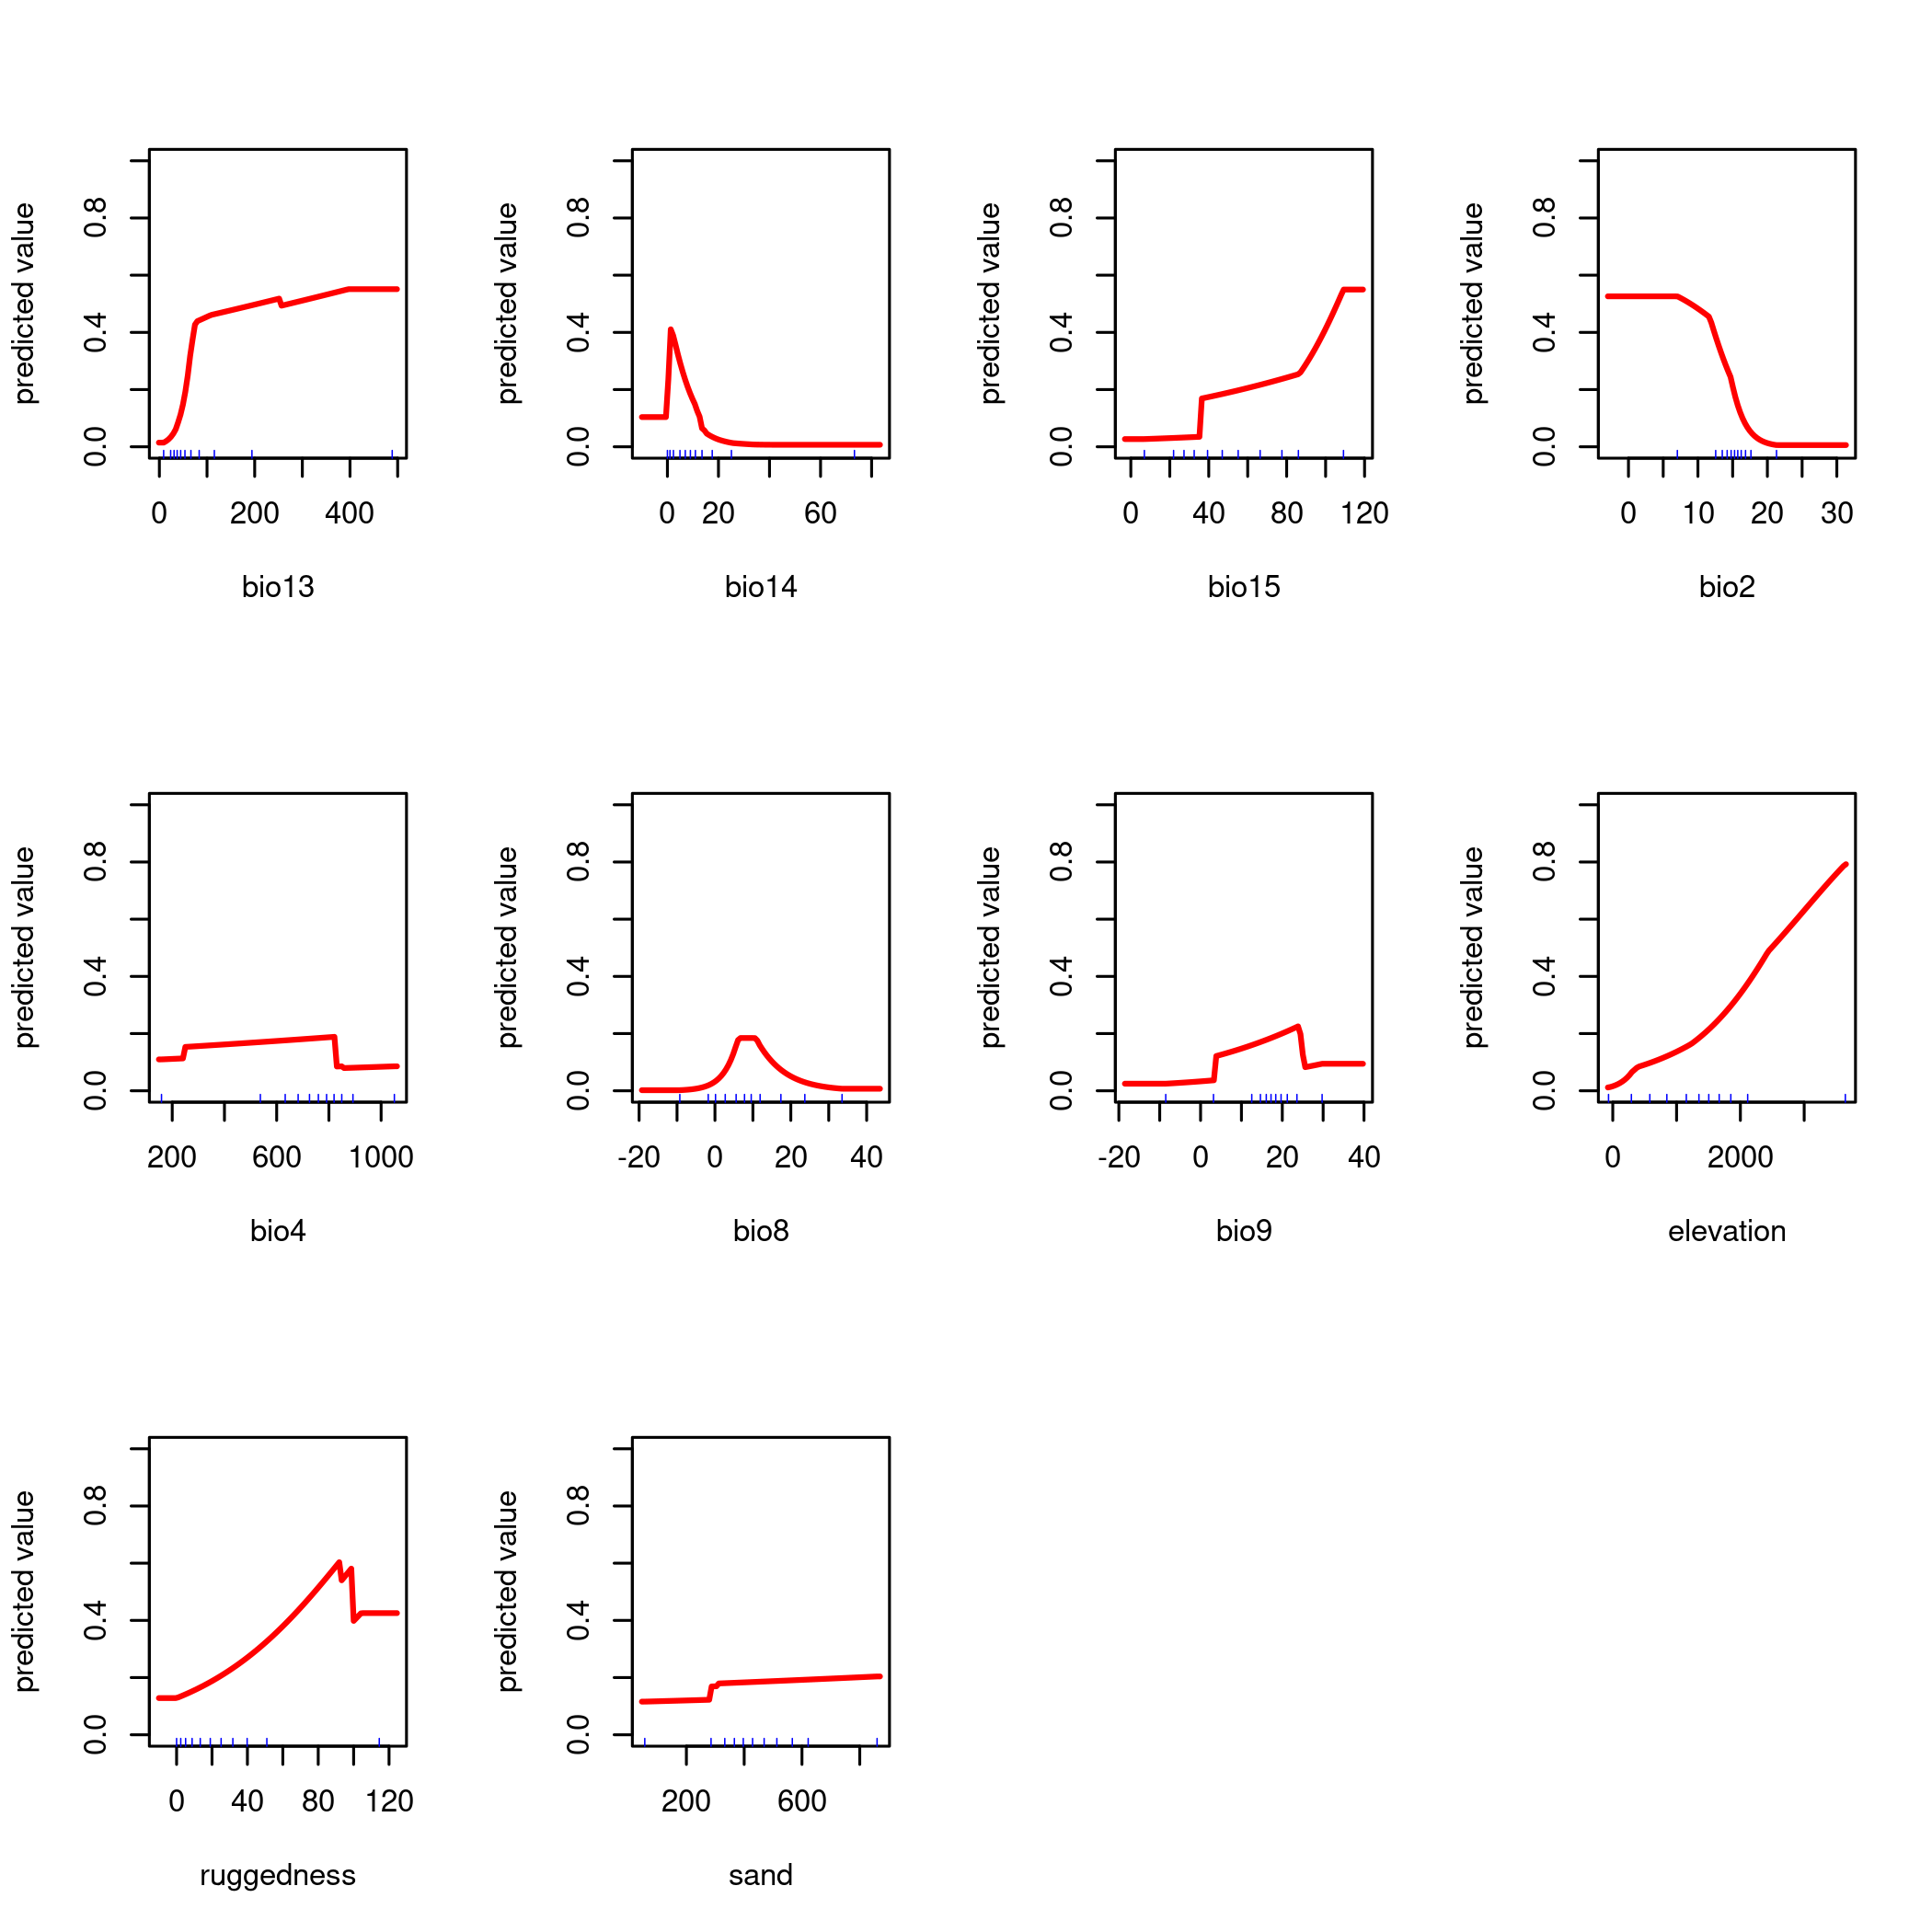 predicted value
0.0 0.4 0.8
0 200 400
bio13
predicted value
0.0 0.4 0.8
0 20 60
bio14
predicted value
0.0 0.4 0.8
0 40 80 120
bio15
predicted value
0.0 0.4 0.8
0 10 20 30
bio2
predicted value
0.0 0.4 0.8
200 600 1000
bio4
predicted value
0.0 0.4 0.8
-20 0 20 40
bio8
predicted value
0.0 0.4 0.8
-20 0 20 40
bio9
predicted value
0.0 0.4 0.8
0 2000
elevation
predicted value
0.0 0.4 0.8
0 40 80 120
ruggedness
predicted value
0.0 0.4 0.8
200 600
sand